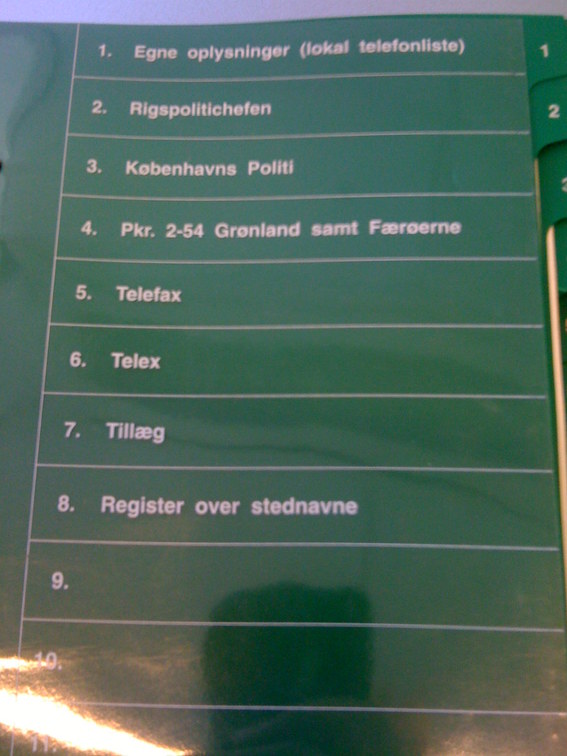 1. Egne oplysninger (lokal telefonliste)
1
2. Rigspolitichefen
2
3. Københavns Politi
3
4. Pkr. 2-54 Grønland samt Færøerne
5. Telefax
6. Telex
7. Tillæg
8. Register over stednavne
9.
10.
11.